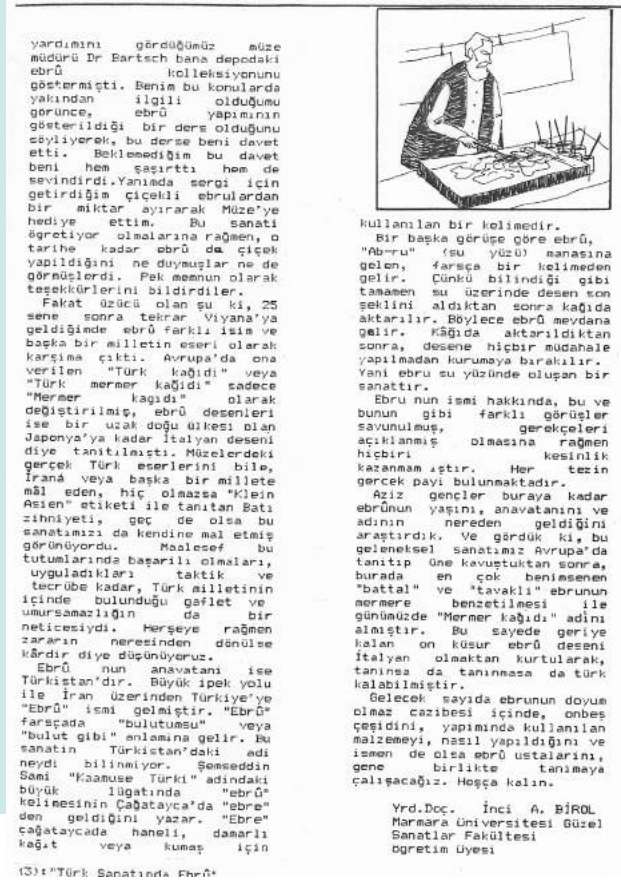 yardımını gördüğümüz müze
müdürü Dr Bartsch bana depodaki
ebrû kolleksiyonunu
göstermişti. Benim bu konularda
yakından ilgili olduğumu
görünce, ebrû yapımının
gösterildiği bir ders olduğunu
söyliyerek, bu derse beni davet
etti. Beklemediğim bu davet
beni hem şaşırttı hem de
sevindirdi.Yanımda sergi için
getirdiğim çiçekli ebrulardan
bir miktar ayırarak Müze'ye
hediye ettim. Bu sanati
ögretiyor olmalarına rağmen, o
tarihe kadar ebrû da çiçek
yapıldiğini ne duymuşlar ne de
görmüşlerdi. Pek memnun olarak
teşekkürlerini bildirdiler.
Fakat üzücü olan şu ki, 25
sene sonra tekrar Viyana'ya
geldiğimde ebrû farklı isim ve
başka bir milletin eseri olarak
karşima çıktı. Avrupa'da ona
verilen "Türk kağidi" veya
"Türk mermer kağidi" sadece
"Mermer kagıdı" olarak
değiştirilmiş, ebrû desenleri
ise bir uzak doğu ülkesi olan
Japonya'ya kadar İtalyan deseni
diye tanitılmıştı. Müzelerdeki
gerçek Türk eserlerini bile,
İrana veya başka bir millete
mâl eden, hiç olmazsa "Klein
Asien" etiketi ile tanıtan Batı
zihniyeti, geç de olsa bu
sanatımızı da kendine mal etmiş
görünüyordu. Maalesef bu
tutumlarında başarılı olmaları,
uyguladıkları taktik ve
tecrübe kadar, Türk milletinin
içinde bulunduğu gaflet ve
umursamazlığın da bir
neticesiydi. Herşeye rağmen
zararın neresinden dönülse
kârdir diye düşünüyoruz.
Ebrû nun anavatanı ise
Türkistan'dır. Büyük ipek yolu
ile İran üzerinden Türkiye'ye
"Ebrû" ismi gelmiştir. "Ebrû"
farsçada "bulutumsu" veya
"bulut gibi" anlamina gelir. Bu
sanatın Türkistan'daki adi
neydi bilinmiyor. Şemseddin
Sami "Kaamuse Türki" adindaki
büyük lügatında "ebrû"
kelimesinin Çağatayca'da "ebre"
den geldiğini yazar. "Ebre"
çağataycada haneli, damarlı
kağıt veya kumaş için
(3):"Türk Sanatında Ebrû"
kullanılan bir kelimedir.
Bir başka görüşe göre ebrû,
"Ab-ru" (su yüzü) manasına
gelen, farsça bir kelimeden
gelir. Çünkü bilindiği gibi
tamamen su üzerinde desen son
şeklini aldıktan sonra kağıda
aktarılır. Böylece ebrû meydana
gelir. Kâğıda aktarıldıktan
sonra, desene hiçbir müdahale
yapılmadan kurumaya bırakılır.
Yani ebru su yüzünde oluşan bir
sanattır.
Ebru nun ismi hakkında, bu ve
bunun gibi farklı görüşler
savunulmuş, gerekçeleri
açıklanmış olmasına rağmen
hiçbiri kesinlik
kazanmam ıştır. Her tezin
gercek payi bulunmaktadır.
Aziz gençler buraya kadar
ebrûnun yaşını, anavatanını ve
adının nereden geldiğini
araştırdık. Ve gördük ki, bu
geleneksel sanatımız Avrupa'da
tanitıp üne kavuştuktan sonra,
burada en çok benimsenen
"battal" ve "tavakli" ebrunun
mermere benzetilmesi ile
günümüzde "Mermer kağıdı" adını
almıştır. Bu sayede geriye
kalan on küsur ebrû deseni
İtalyan olmaktan kurtularak,
tanınsa da tanınmasa da türk
kalabilmiştir.
Gelecek sayıda ebrunun doyum
olmaz cazibesi içinde, onbeş
çeşidini, yapımında kullanılan
malzemeyi, nasıl yapıldığını ve
ismen de olsa ebrû ustalarını,
gene birlikte tanımaya
çalışacağız. Hoşça kalın.
Yrd.Doç. İnci A. BİROL
Marmara Üniversitesi Güzel
Sanatlar Fakültesi
ögretim üyesi